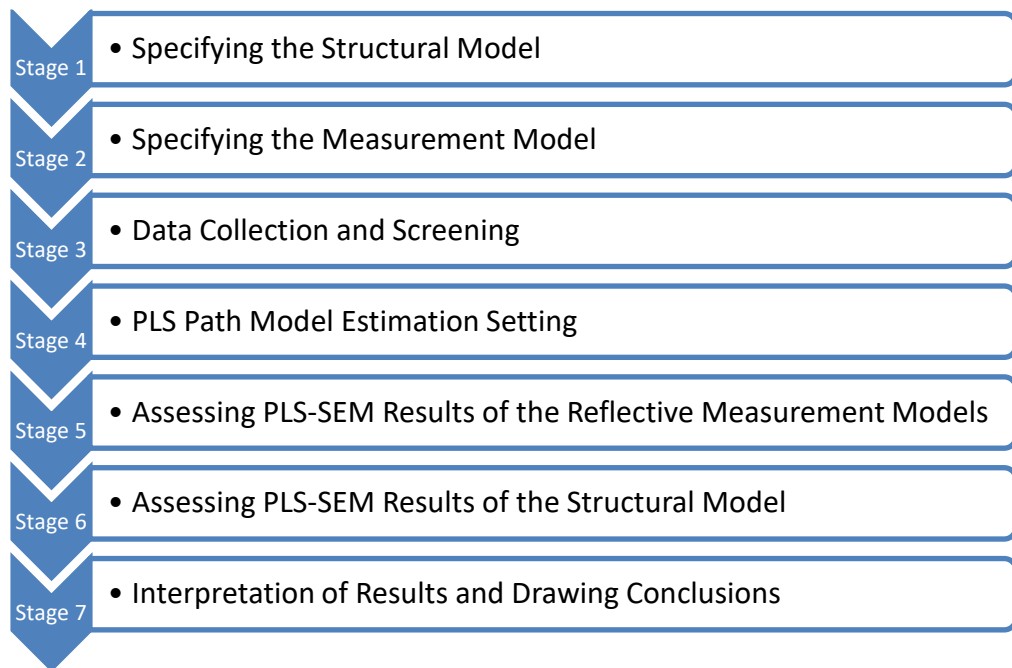 Stage 1
• Specifying the Structural Model
Stage 2
• Specifying the Measurement Model
Stage 3
• Data Collection and Screening
Stage 4
• PLS Path Model Estimation Setting
Stage 5
• Assessing PLS-SEM Results of the Reflective Measurement Models
Stage 6
• Assessing PLS-SEM Results of the Structural Model
Stage 7
• Interpretation of Results and Drawing Conclusions